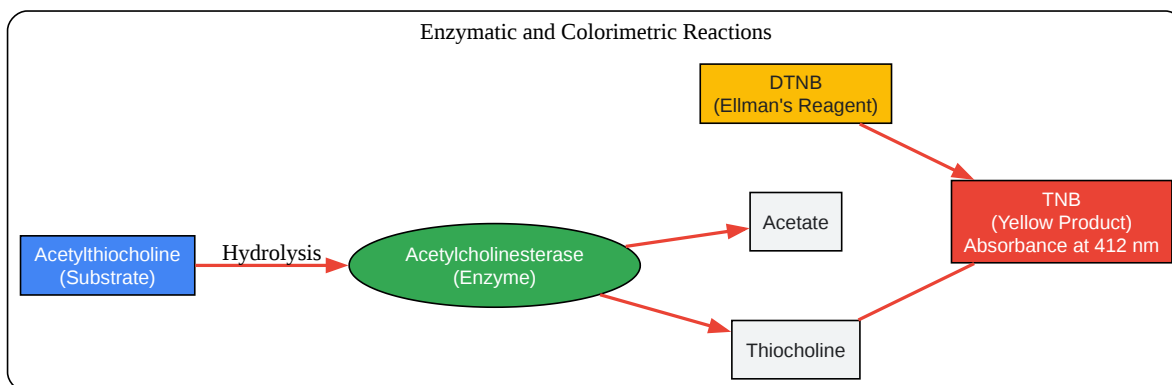 Enzymatic and Colorimetric Reactions
DTNB
(Ellman's Reagent)
TNB
(Yellow Product)
Absorbance at 412 nm
Acetate
Hydrolysis
Acetylthiocholine
(Substrate)
Acetylcholinesterase
(Enzyme)
Thiocholine